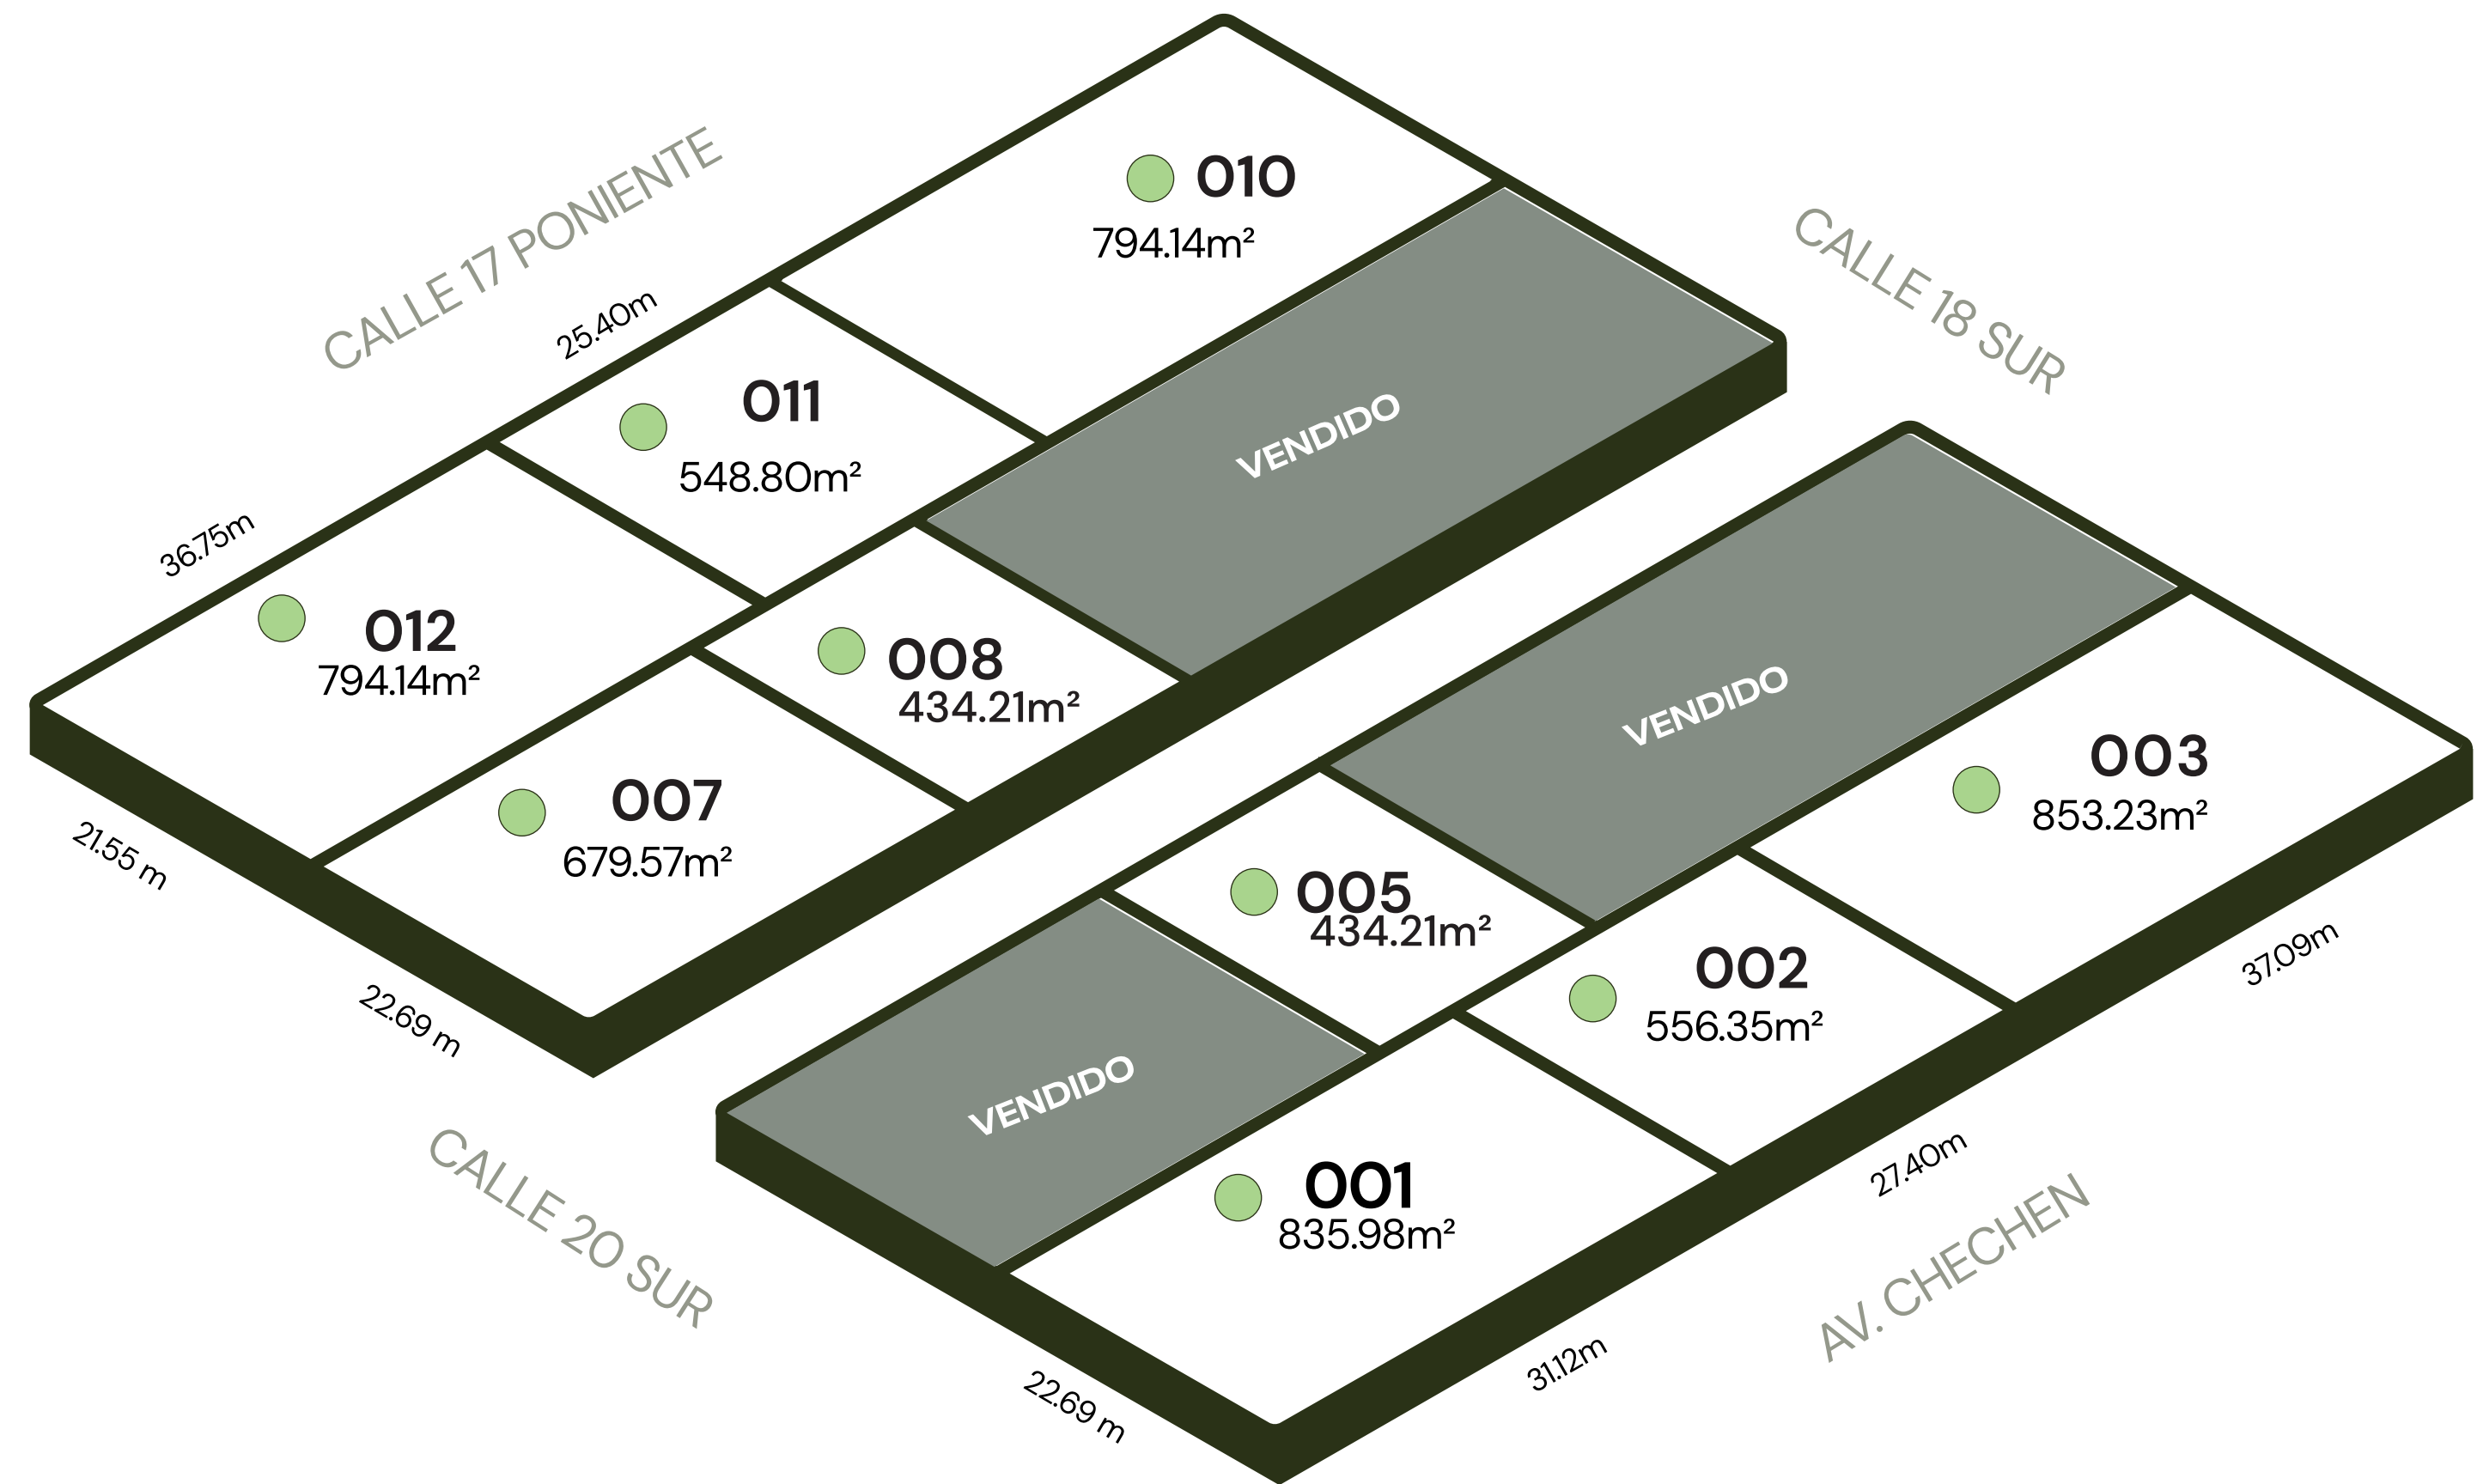 CALLE 17 PONIENTE
CALLE 18 SUR
010
794.14m²
25.40m
011
548.80m²
VENDIDO
36.75m
012
794.14m²
008
434.21m²
VENDIDO
003
853.23m²
007
679.57m²
21.55 m
005
434.21m²
002
556.35m²
37.09m
22.69 m
VENDIDO
001
835.98m²
27.40m
CALLE 20 SUR
AV. CHECHEN
31.12m
22.69 m